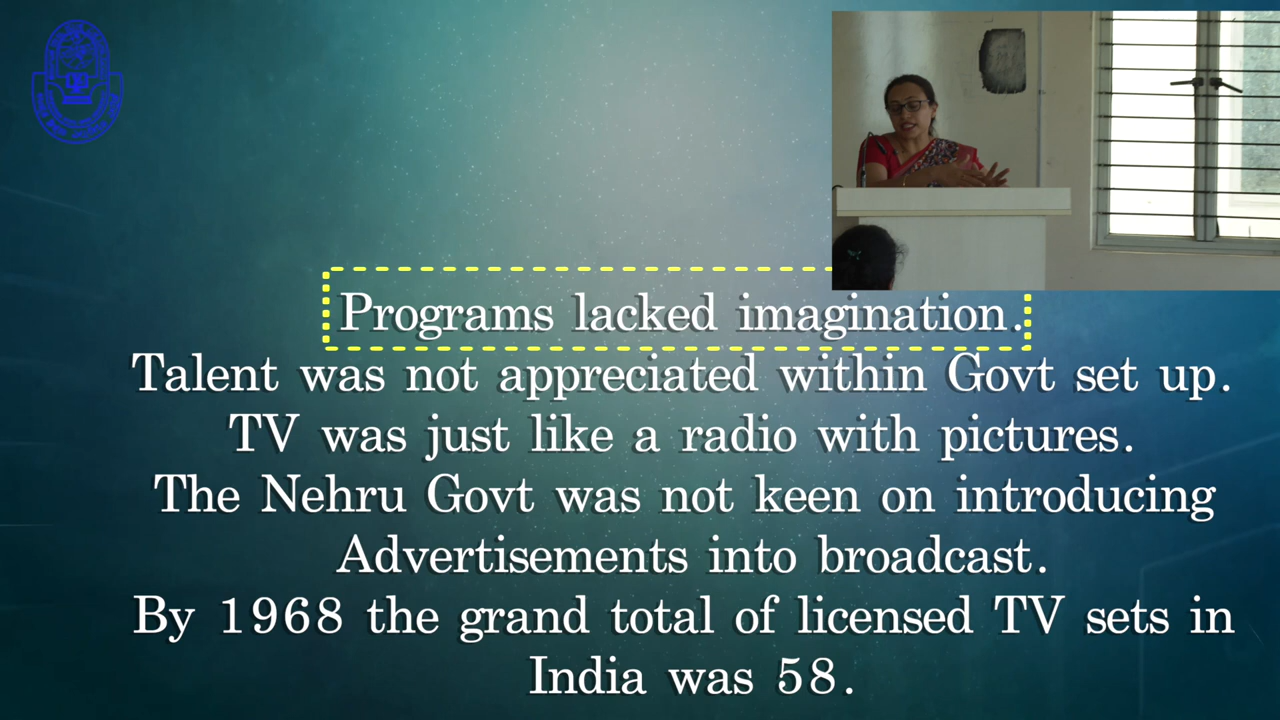 Programs lacked imagination.
Talent was not appreciated within Govt set up.
TV was just like a radio with pictures.
The Nehru Govt was not keen on introducing
Advertisements into broadcast.
By 1968 the grand total of licensed TV sets in
India was 58.